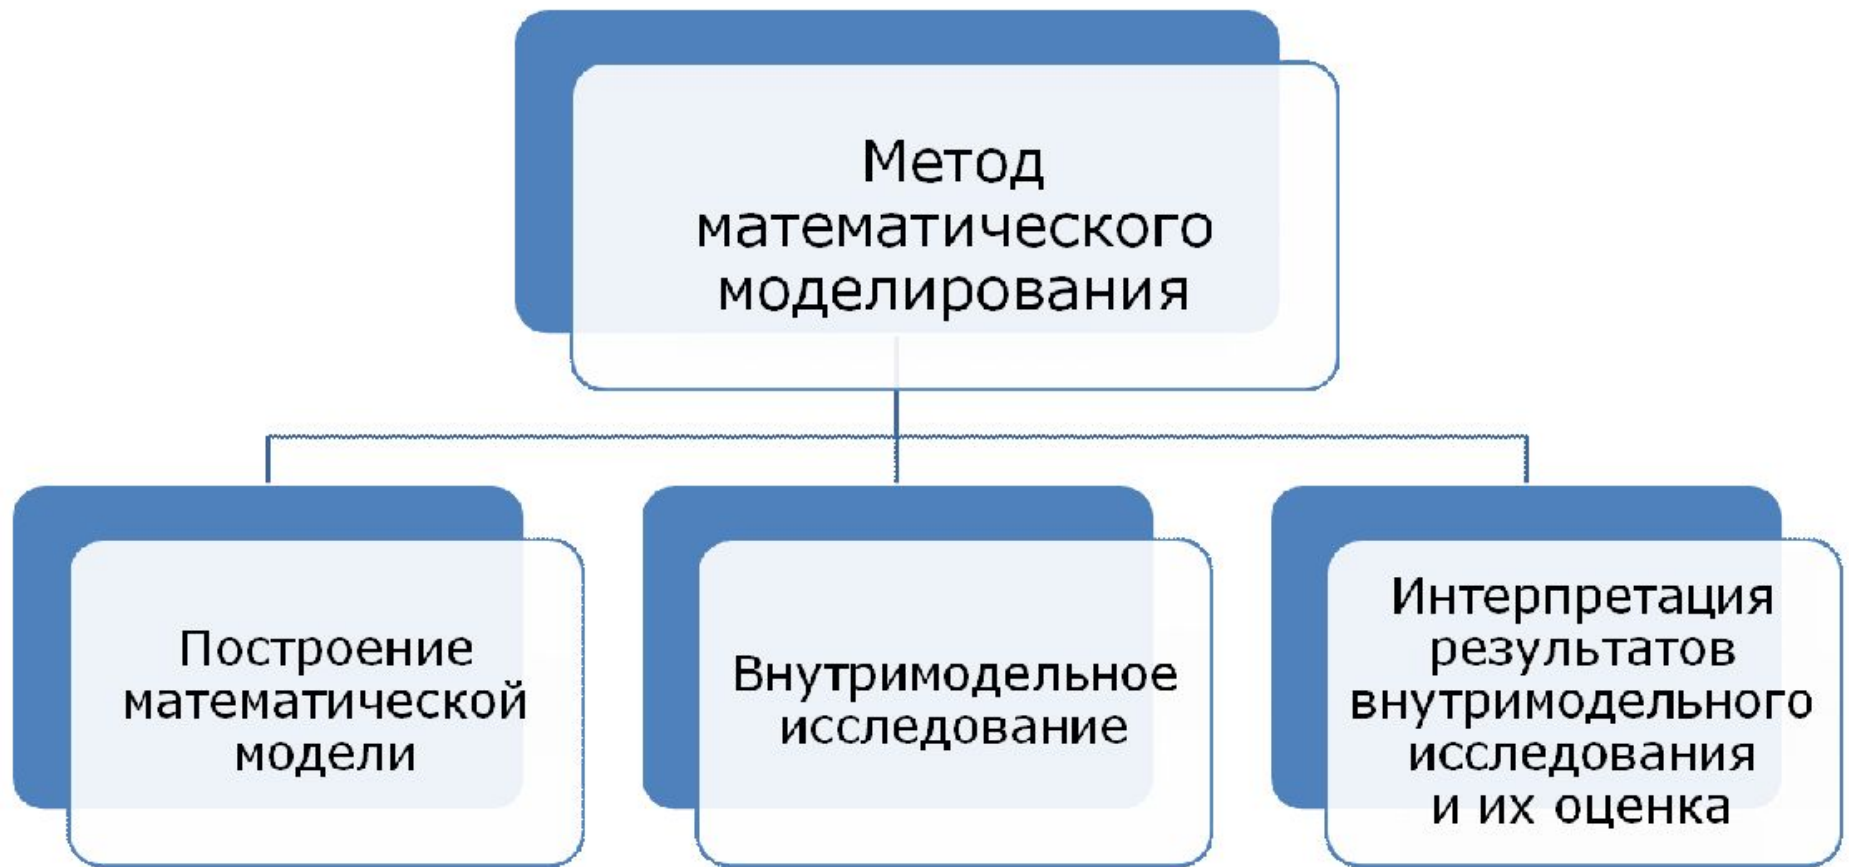 Метод
математического
моделирования
Построение
математической
модели
Внутримодельное
исследование
Интерпретация
результатов
внутримодельного
исследования
и их оценка